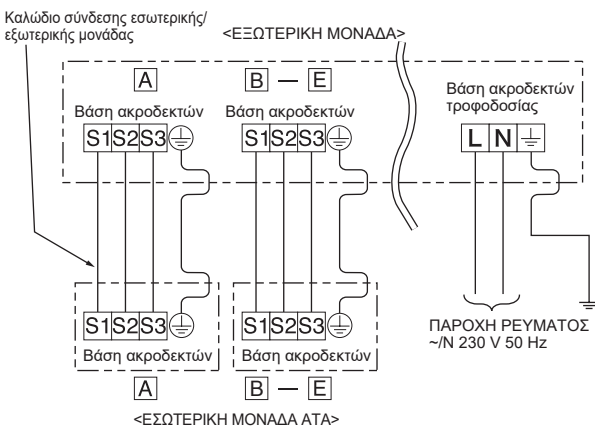 Καλώδιο σύνδεσης εσωτερικής/
εξωτερικής μονάδας
<ΕΞΩΤΕΡΙΚΗ ΜΟΝΑΔΑ>
A
B — E
Βάση ακροδεκτών
Βάση ακροδεκτών
Βάση ακροδεκτών
τροφοδοσίας
S1 S2 S3
S1 S2 S3
L N
S1 S2 S3
S1 S2 S3
Βάση ακροδεκτών
Βάση ακροδεκτών
ΠΑΡΟΧΗ ΡΕΥΜΑΤΟΣ
~/N 230 V 50 Hz
A
B — E
<ΕΣΩΤΕΡΙΚΗ ΜΟΝΑΔΑ ATA>